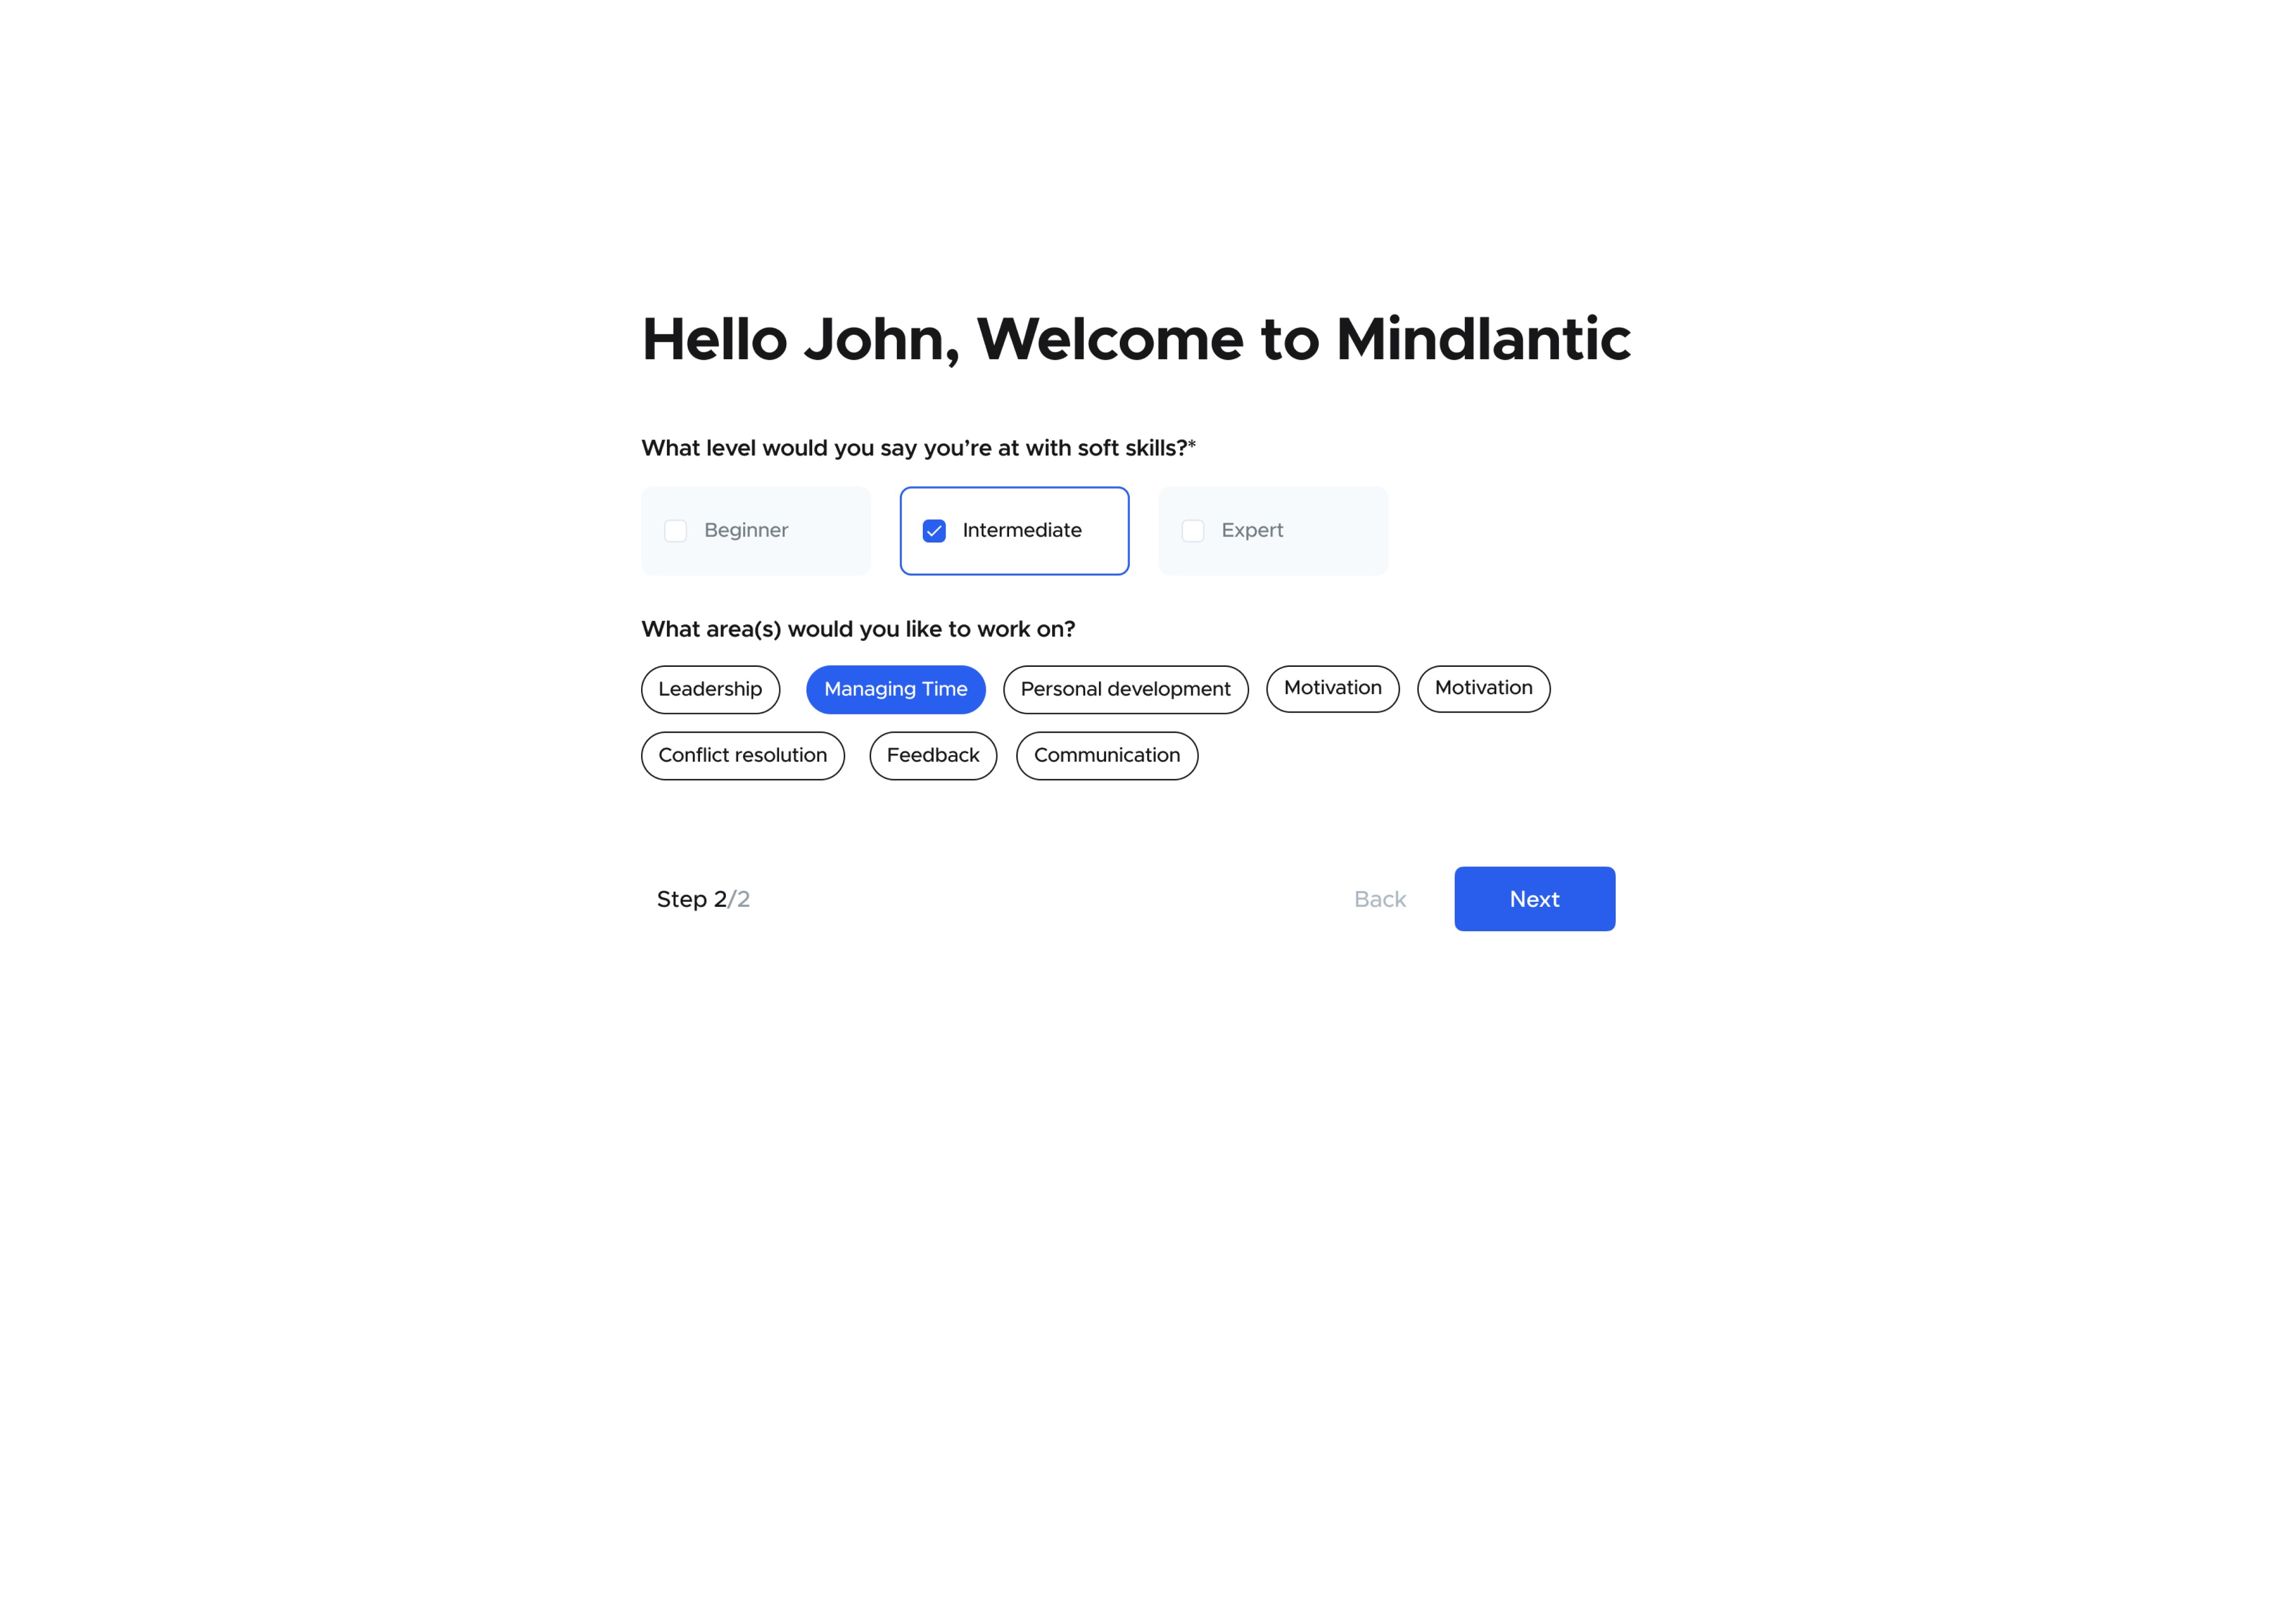 Hello John, Welcome to Mindlantic
What level would you say you’re at with soft skills?*
Beginner Intermediate Expert
What area(s) would you like to work on?
Leadership Managing Time Personal development Motivation Motivation
Conflict resolution Feedback Communication
Step 2/2 Back Next